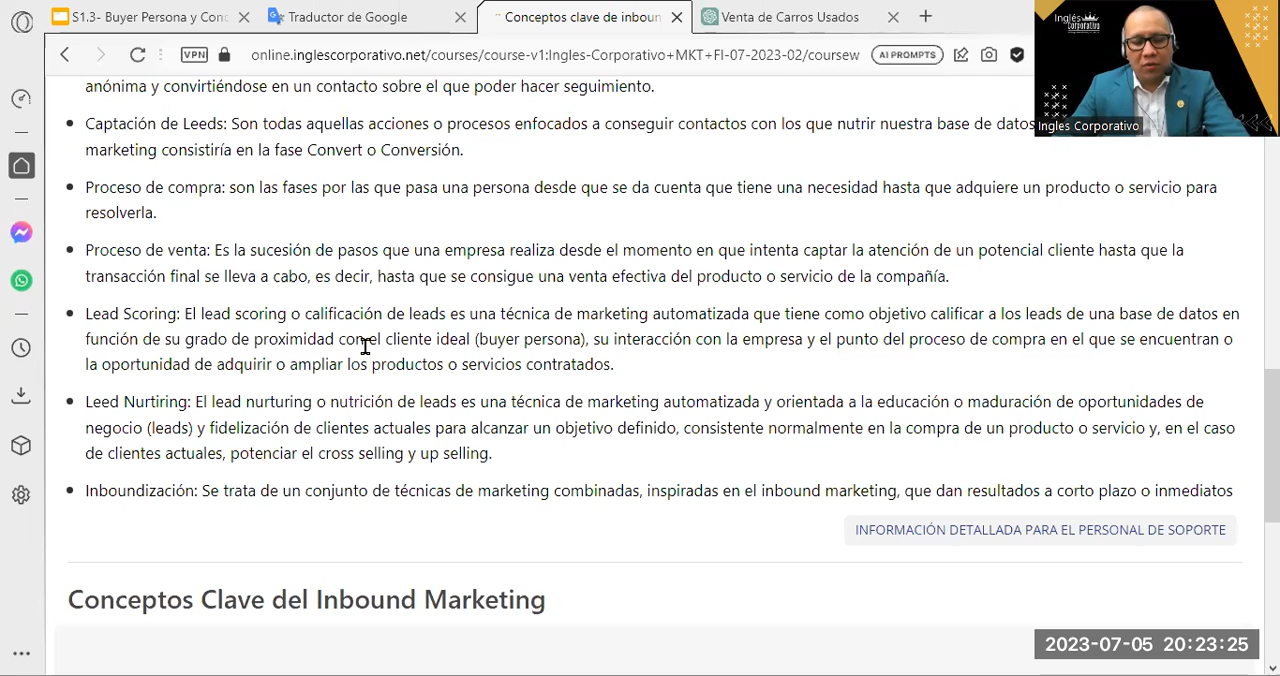 S1.3- Buyer Persona y Con
Traductor de Google
Conceptos clave de inboun
Venta de Carros Usados
VPN
online.inglescorporativo.net/courses/course-v1:Ingles-Corporativo+MKT+FI-07-2023-02/coursew
AI PROMPTS
Inglés
Corporativo
Ingles Corporativo
anónima y convirtiéndose en un contacto sobre el que poder hacer seguimiento.
Captación de Leeds: Son todas aquellas acciones o procesos enfocados a conseguir contactos con los que nutrir nuestra base de datos
marketing consistiría en la fase Convert o Conversión.
Proceso de compra: son las fases por las que pasa una persona desde que se da cuenta que tiene una necesidad hasta que adquiere un producto o servicio para
resolverla.
Proceso de venta: Es la sucesión de pasos que una empresa realiza desde el momento en que intenta captar la atención de un potencial cliente hasta que la
transacción final se lleva a cabo, es decir, hasta que se consigue una venta efectiva del producto o servicio de la compañía.
Lead Scoring: El lead scoring o calificación de leads es una técnica de marketing automatizada que tiene como objetivo calificar a los leads de una base de datos en
función de su grado de proximidad con el cliente ideal (buyer persona), su interacción con la empresa y el punto del proceso de compra en el que se encuentran o
la oportunidad de adquirir o ampliar los productos o servicios contratados.
Leed Nurtiring: El lead nurturing o nutrición de leads es una técnica de marketing automatizada y orientada a la educación o maduración de oportunidades de
negocio (leads) y fidelización de clientes actuales para alcanzar un objetivo definido, consistente normalmente en la compra de un producto o servicio y, en el caso
de clientes actuales, potenciar el cross selling y up selling.
Inboundización: Se trata de un conjunto de técnicas de marketing combinadas, inspiradas en el inbound marketing, que dan resultados a corto plazo o inmediatos
INFORMACIÓN DETALLADA PARA EL PERSONAL DE SOPORTE
Conceptos Clave del Inbound Marketing
2023-07-05 20:23:25